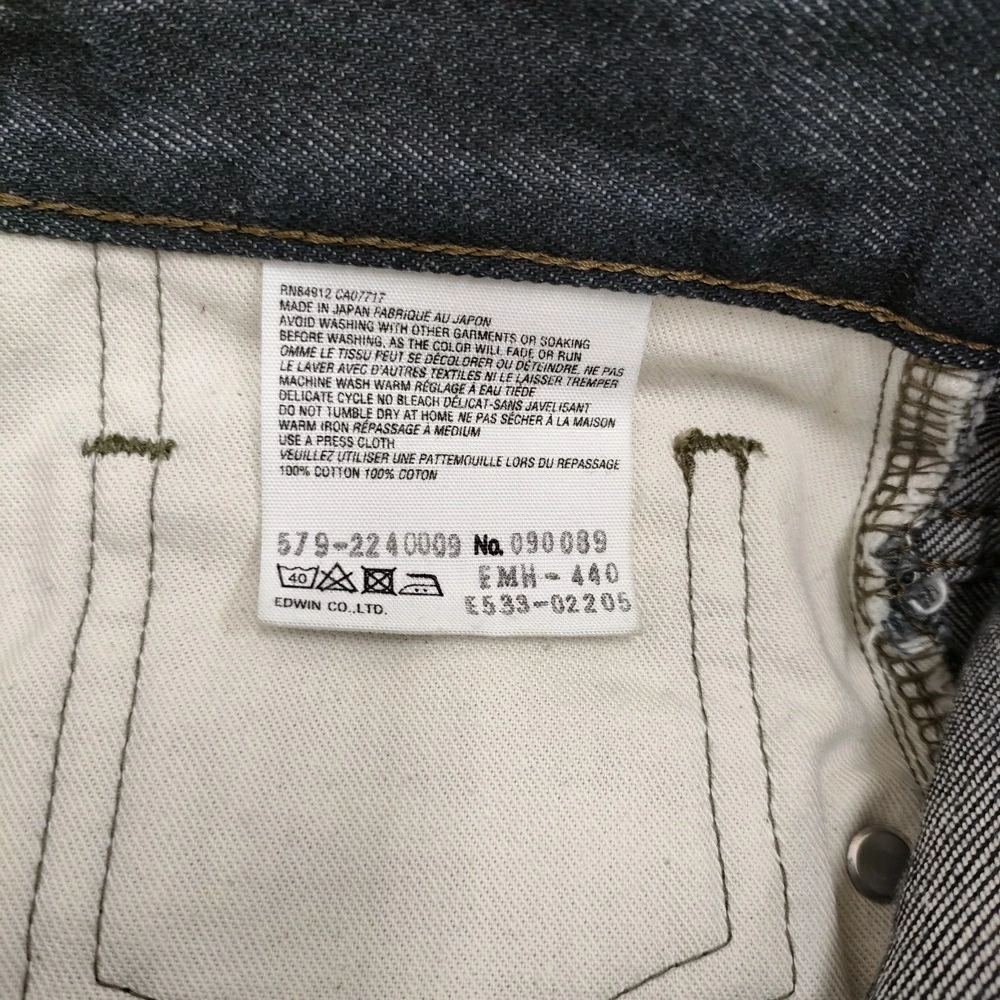 RN64912 CA07717
MADE IN JAPAN FABRIQUÉ AU JAPON
AVOID WASHING WITH OTHER GARMENTS OR SOAKING
BEFORE WASHING, AS THE COLOR WILL FADE OR RUN
OMME LE TISSU PEUT SE DÉCOLORER OU DÉTEINDRE, NE PAS
LE LAVER AVEC D'AUTRES TEXTILES NI LE LAISSER TREMPER
MACHINE WASH WARM RÉGLAGE À EAU TIÈDE
DELICATE CYCLE NO BLEACH DÉLICAT-SANS JAVELISANT
DO NOT TUMBLE DRY AT HOME NE PAS SÉCHER À LA MAISON
WARM IRON RÉPASSAGE À MEDIUM
USE A PRESS CLOTH
VEUILLEZ UTILISER UNE PATTEMOUILLE LORS DU REPASSAGE
100% COTTON 100% COTON
579-2240009 No. 090089
40 EMH-440
EDWIN CO.,LTD. E533-02205